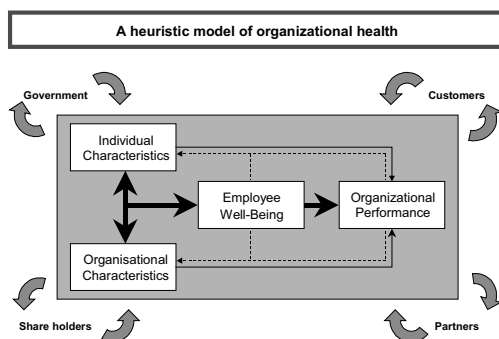 A heuristic model of organizational health
Government
Customers
Individual
Characteristics
Employee
Well-Being
Organizational
Performance
Organisational
Characteristics
Share holders
Partners